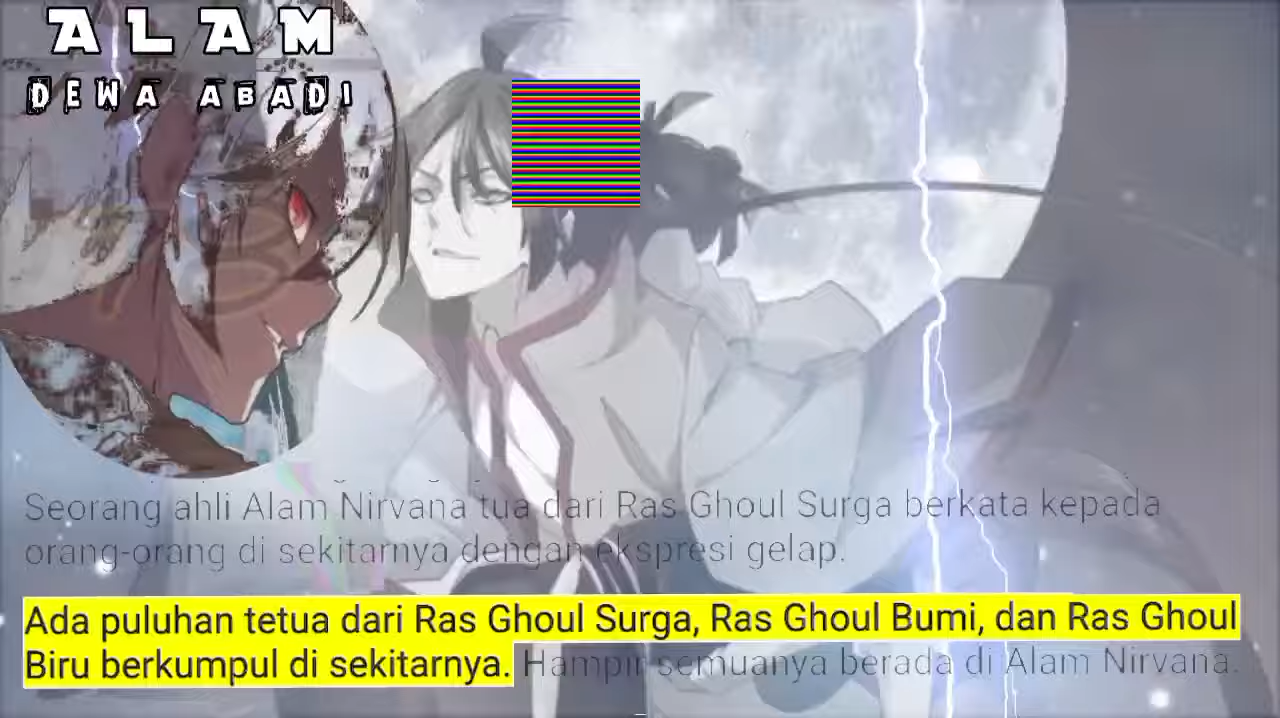 ALAM
DEWA ABADI
Seorang ahli Alam Nirvana tua dari Ras Ghoul Surga berkata kepada
orang-orang di sekitarnya dengan ekspresi gelap.
Ada puluhan tetua dari Ras Ghoul Surga, Ras Ghoul Bumi, dan Ras Ghoul
Biru berkumpul di sekitarnya. Hampir semuanya berada di Alam Nirvana.